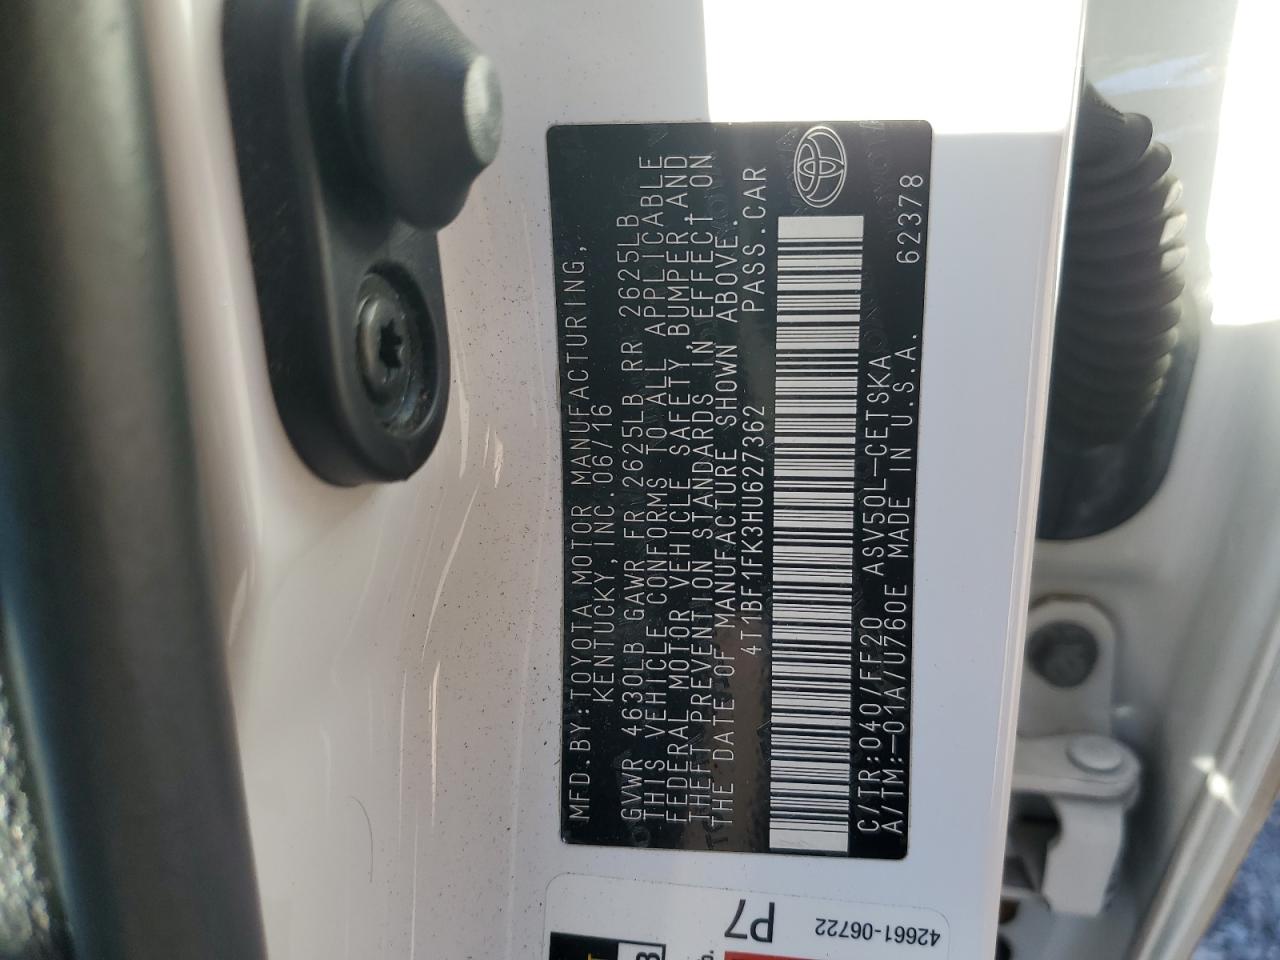 MFD.BY:TOYOTA MOTOR MANUFACTURING,
KENTUCKY,INC.06/16
GVWR 4630LB GAWR FR 2625LB RR 2625LB
THIS VEHICLE CONFORMS TO ALL APPLICABLE
FEDERAL MOTOR VEHICLE SAFETY,BUMPER,AND
THEFT PREVENTION STANDARDS IN EFFECT ON
THE DATE OF MANUFACTURE SHOWN ABOVE.
4T1BF1FK3HU627362 PASS.CAR
C/TR:040/FF20 ASV50L-CETSKA
A/TM:-01A/U760E MADE IN U.S.A. 62378
42661-06722
P7